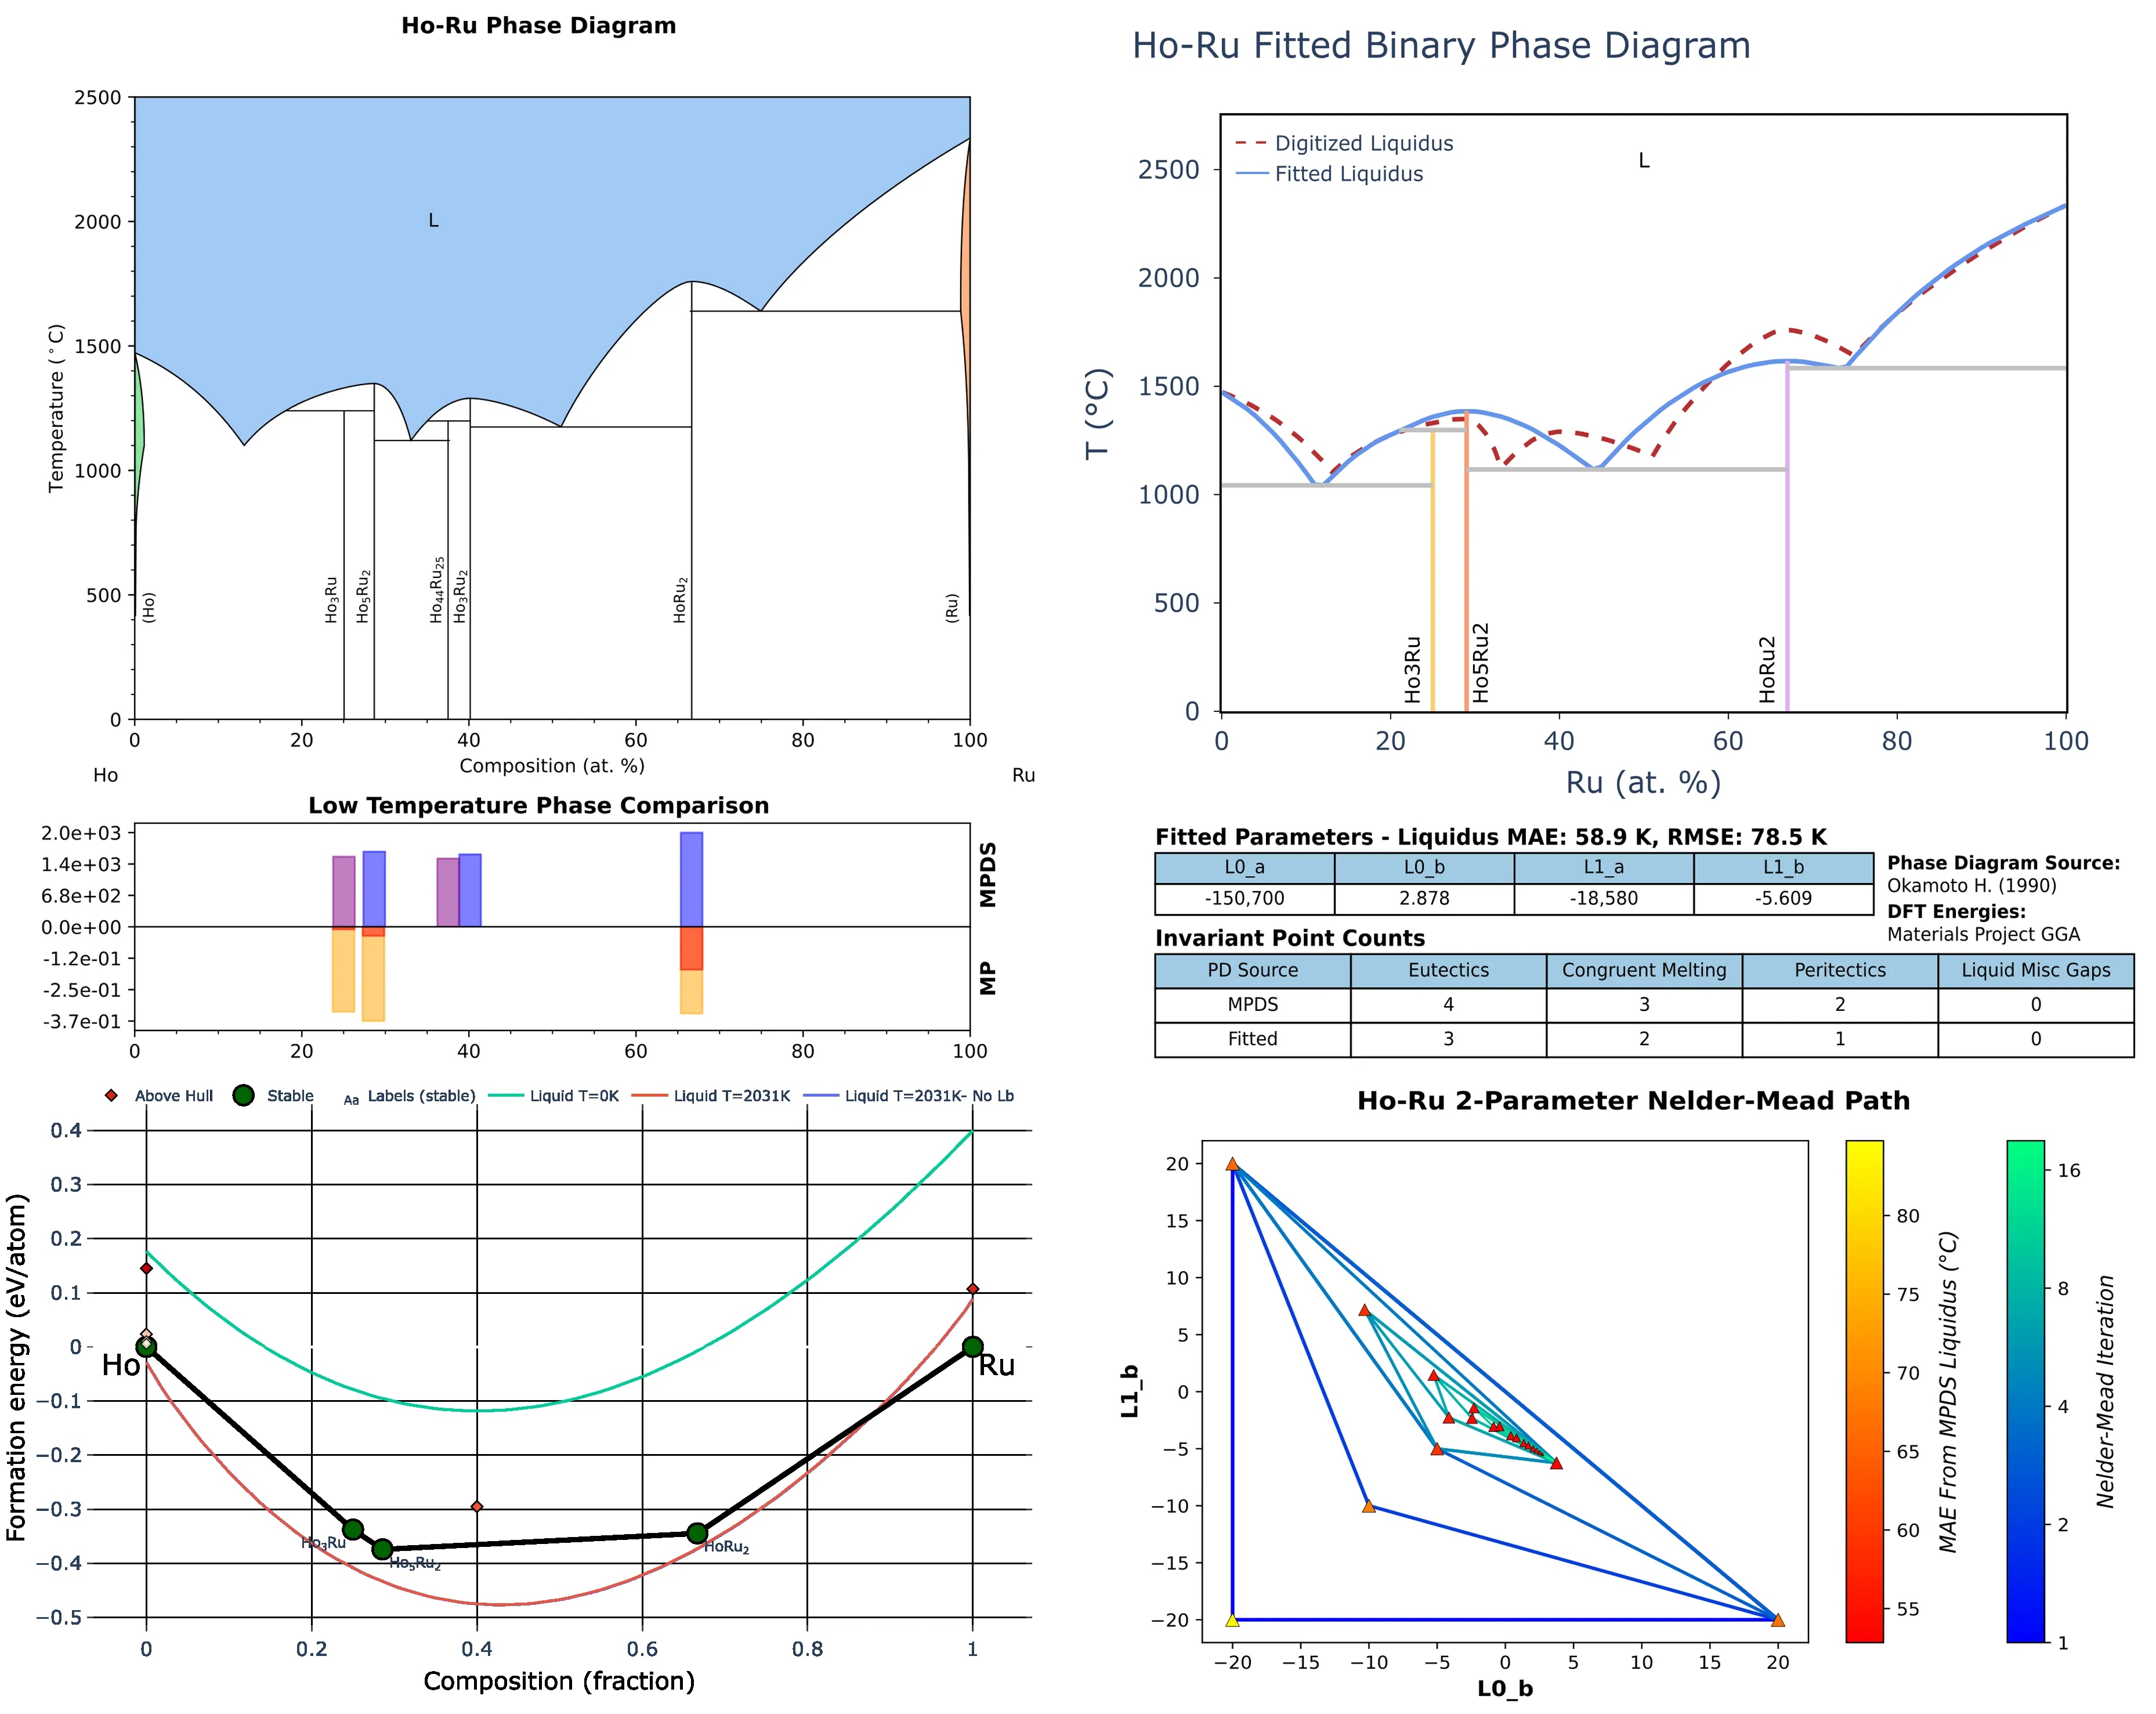 Ho-Ru Phase Diagram
2500
2000
1500
1000
500
0
Temperature (°C)
L
(Ho)
Ho3Ru
Ho5Ru2
Ho44Ru25
Ho3Ru2
HoRu2
(Ru)
0 20 40 60 80 100
Composition (at. %)
Ho Ru
Ho-Ru Fitted Binary Phase Diagram
Digitized Liquidus
Fitted Liquidus
L
2500
2000
1500
1000
500
0
T (°C)
Ho3Ru
Ho5Ru2
HoRu2
0 20 40 60 80 100
Ru (at. %)
Low Temperature Phase Comparison
2.0e+03
1.4e+03
6.8e+02
0.0e+00
-1.2e-01
-2.5e-01
-3.7e-01
MPDS
MP
0 20 40 60 80 100
Fitted Parameters - Liquidus MAE: 58.9 K, RMSE: 78.5 K
L0_a L0_b L1_a L1_b
-150,700 2.878 -18,580 -5.609
Phase Diagram Source:
Okamoto H. (1990)
DFT Energies:
Materials Project GGA
Invariant Point Counts
PD Source Eutectics Congruent Melting Peritectics Liquid Misc Gaps
MPDS 4 3 2 0
Fitted 3 2 1 0
Above Hull Stable Aa Labels (stable) Liquid T=0K Liquid T=2031K Liquid T=2031K- No Lb
0.4
0.3
0.2
0.1
0
−0.1
−0.2
−0.3
−0.4
−0.5
Formation energy (eV/atom)
Ho
Ru
Ho3Ru
Ho5Ru2
HoRu2
0 0.2 0.4 0.6 0.8 1
Composition (fraction)
Ho-Ru 2-Parameter Nelder-Mead Path
20
15
10
5
0
−5
−10
−15
−20
L1_b
−20 −15 −10 −5 0 5 10 15 20
L0_b
80
75
70
65
60
55
MAE From MPDS Liquidus (°C)
16
8
4
2
1
Nelder-Mead Iteration